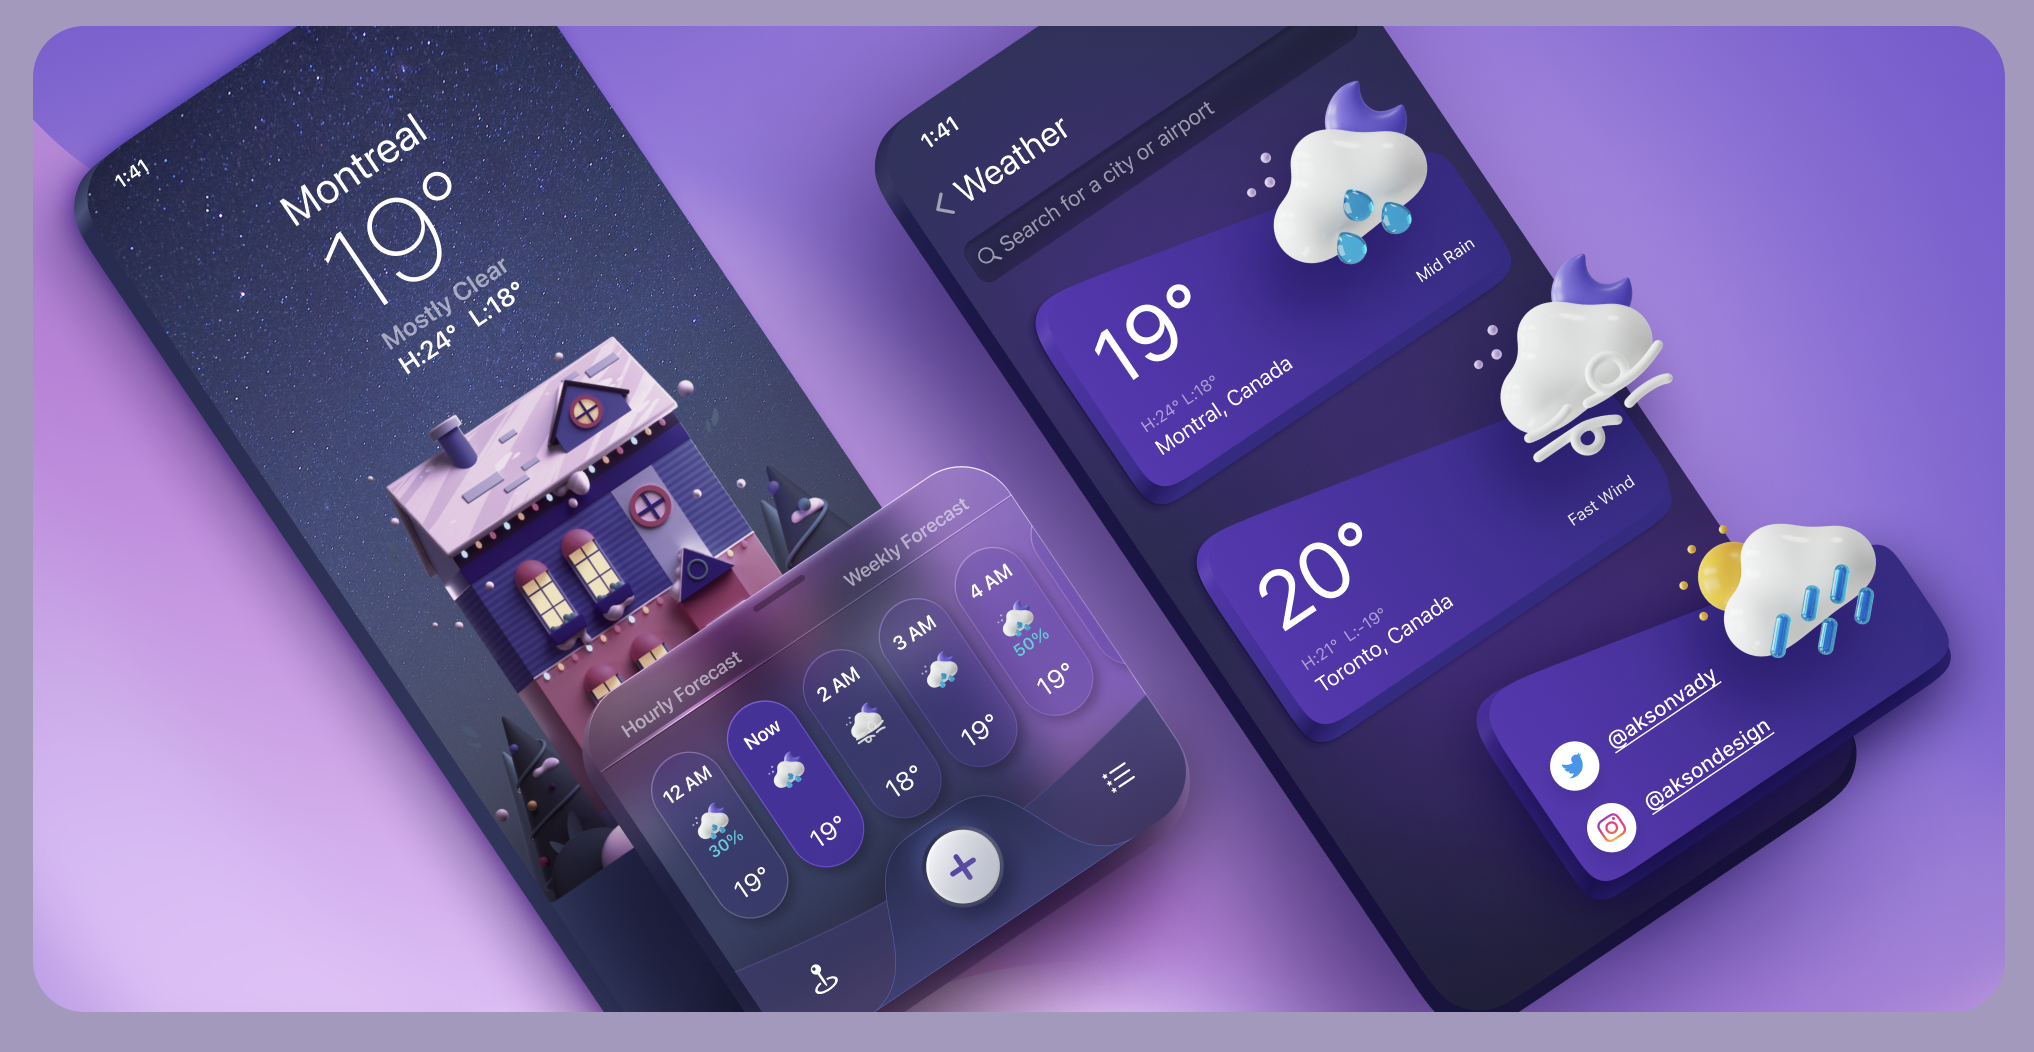 1:41
Montreal
19°
Mostly Clear
H:24° L:18°
Hourly Forecast
Weekly Forecast
12 AM
30%
19°
Now
19°
2 AM
18°
3 AM
19°
4 AM
50%
19°
1:41
Weather
Search for a city or airport
19°
H:24° L:18°
Montral, Canada
Mid Rain
20°
H:21° L:-19°
Toronto, Canada
Fast Wind
@aksonvady
@aksondesign